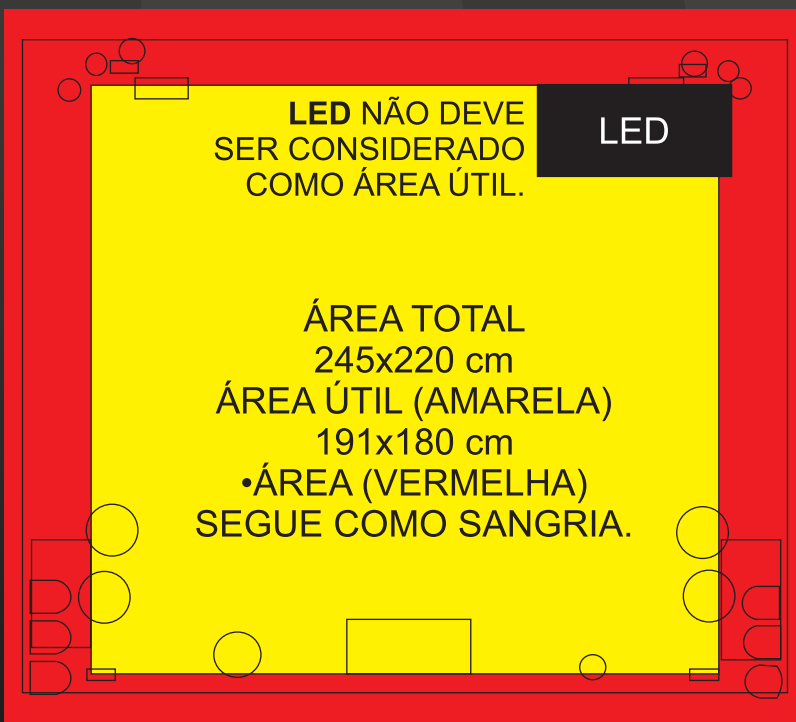 LED NÃO DEVE
SER CONSIDERADO
COMO ÁREA ÚTIL.
LED
ÁREA TOTAL
245x220 cm
ÁREA ÚTIL (AMARELA)
191x180 cm
•ÁREA (VERMELHA)
SEGUE COMO SANGRIA.